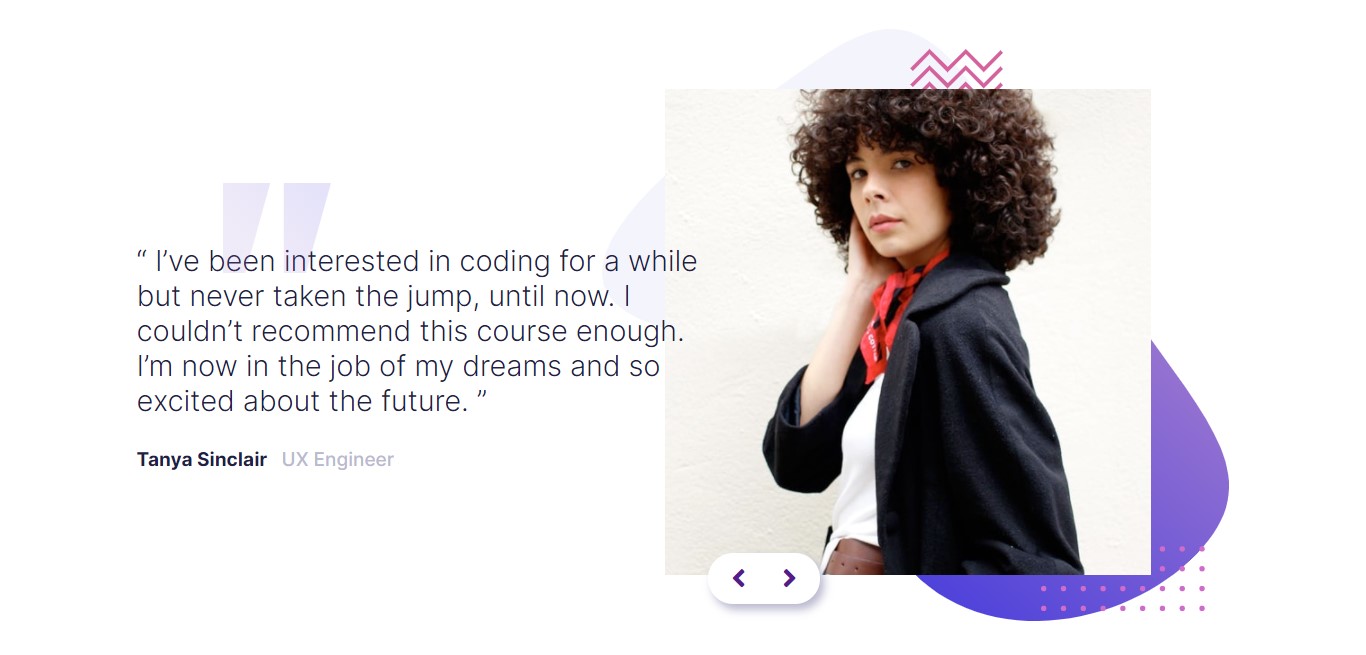 “ I’ve been interested in coding for a while
but never taken the jump, until now. I
couldn’t recommend this course enough.
I’m now in the job of my dreams and so
excited about the future. ”
Tanya Sinclair UX Engineer